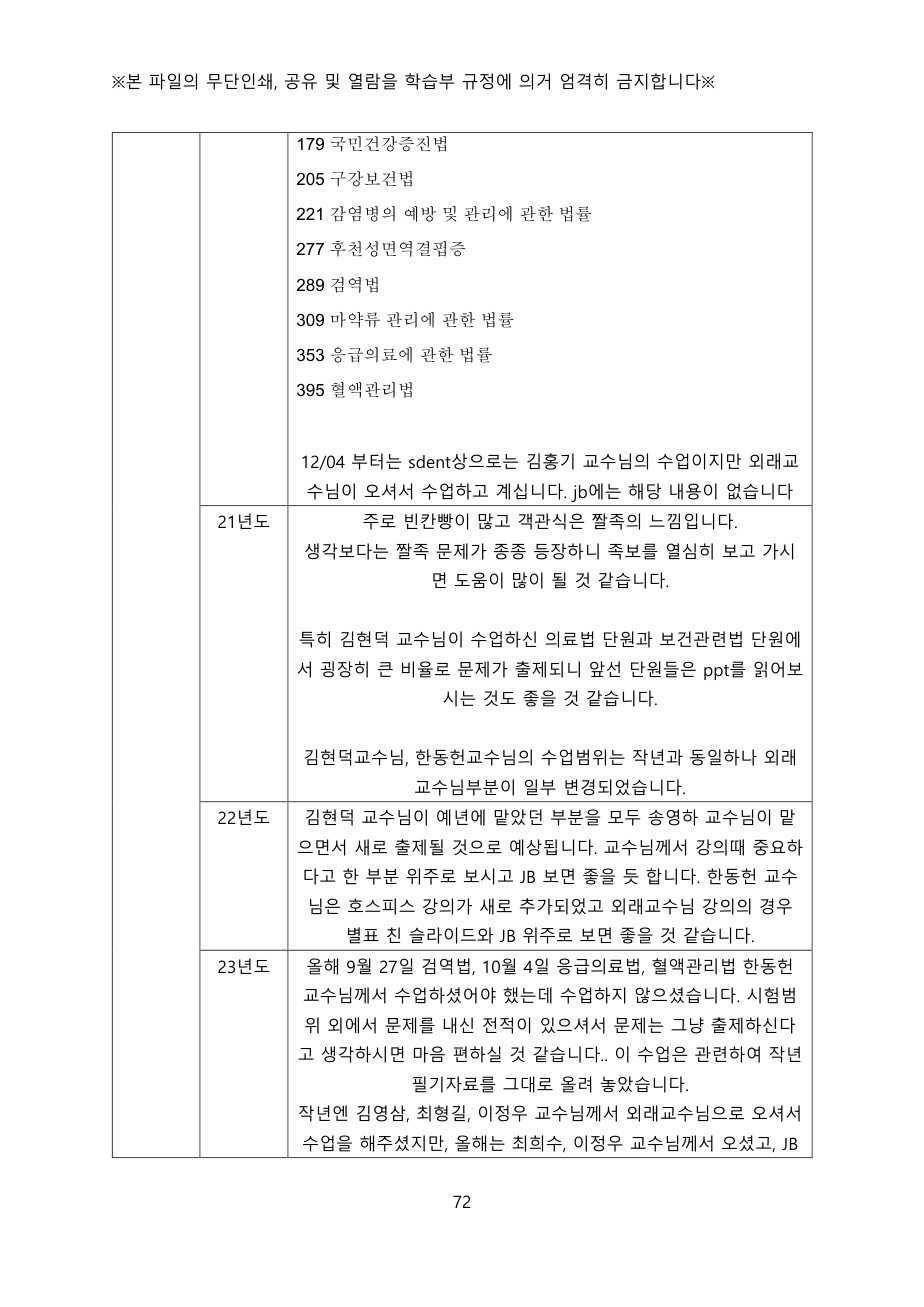 ※본 파일의 무단인쇄, 공유 및 열람을 학습부 규정에 의거 엄격히 금지합니다※
179 국민건강증진법
205 구강보건법
221 감염병의 예방 및 관리에 관한 법률
277 후천성면역결핍증
289 검역법
309 마약류 관리에 관한 법률
353 응급의료에 관한 법률
395 혈액관리법
12/04 부터는 sdent상으로는 김홍기 교수님의 수업이지만 외래교
수님이 오셔서 수업하고 계십니다. jb에는 해당 내용이 없습니다
21년도
주로 빈칸빵이 많고 객관식은 짤족의 느낌입니다.
생각보다는 짤족 문제가 종종 등장하니 족보를 열심히 보고 가시
면 도움이 많이 될 것 같습니다.
특히 김현덕 교수님이 수업하신 의료법 단원과 보건관련법 단원에
서 굉장히 큰 비율로 문제가 출제되니 앞선 단원들은 ppt를 읽어보
시는 것도 좋을 것 같습니다.
김현덕교수님, 한동헌교수님의 수업범위는 작년과 동일하나 외래
교수님부분이 일부 변경되었습니다.
22년도
김현덕 교수님이 예년에 맡았던 부분을 모두 송영하 교수님이 맡
으면서 새로 출제될 것으로 예상됩니다. 교수님께서 강의때 중요하
다고 한 부분 위주로 보시고 JB 보면 좋을 듯 합니다. 한동헌 교수
님은 호스피스 강의가 새로 추가되었고 외래교수님 강의의 경우
별표 친 슬라이드와 JB 위주로 보면 좋을 것 같습니다.
23년도
올해 9월 27일 검역법, 10월 4일 응급의료법, 혈액관리법 한동헌
교수님께서 수업하셨어야 했는데 수업하지 않으셨습니다. 시험범
위 외에서 문제를 내신 전적이 있으셔서 문제는 그냥 출제하신다
고 생각하시면 마음 편하실 것 같습니다.. 이 수업은 관련하여 작년
필기자료를 그대로 올려 놓았습니다.
작년엔 김영삼, 최형길, 이정우 교수님께서 외래교수님으로 오셔서
수업을 해주셨지만, 올해는 최희수, 이정우 교수님께서 오셨고, JB
72